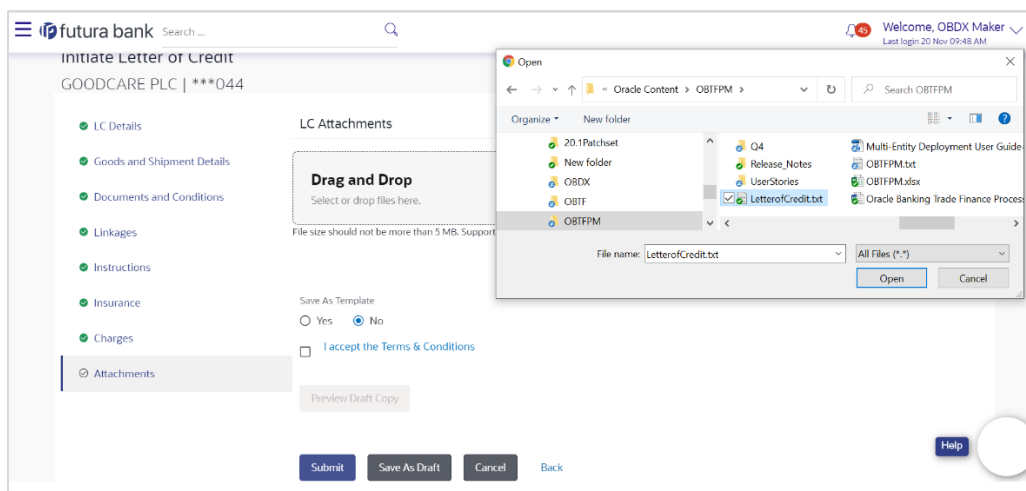 futura bank Search ...
45 Welcome, OBDX Maker
Last login 20 Nov 09:48 AM
Initiate Letter of Credit
GOODCARE PLC | ***044
LC Details
Goods and Shipment Details
Documents and Conditions
Linkages
Instructions
Insurance
Charges
Attachments
LC Attachments
Drag and Drop
Select or drop files here.
File size should not be more than 5 MB. Support
Save As Template
Yes No
I accept the Terms & Conditions
Preview Draft Copy
Submit Save As Draft Cancel Back
Help
Open
« Oracle Content > OBTFPM > Search OBTFPM
Organize New folder
20.1Patchset
New folder
OBDX
OBTF
OBTFPM
Q4
Release_Notes
UserStories
LetterofCredit.txt
Multi-Entity Deployment User Guide
OBTFPM.txt
OBTFPM.xlsx
Oracle Banking Trade Finance Process
File name: LetterofCredit.txt All Files (*.*)
Open Cancel